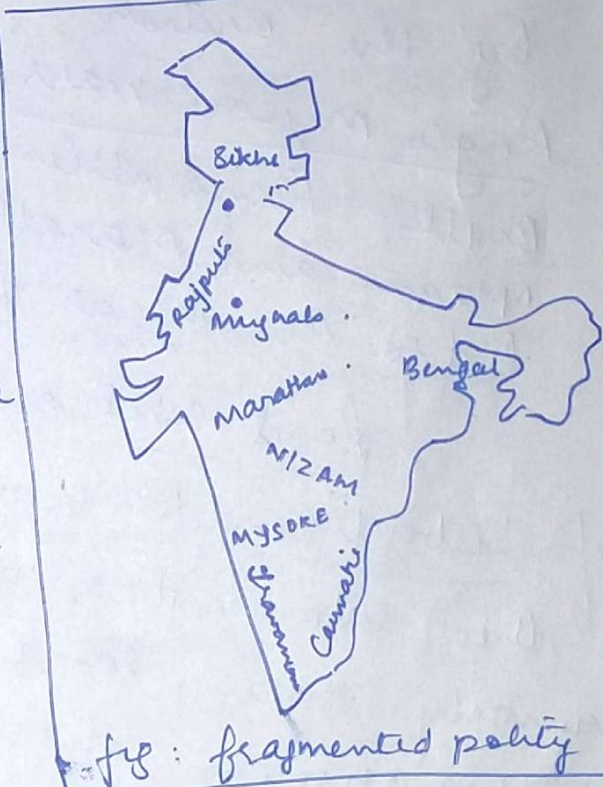 Sikhs
Rajputs
Mughals
Marathas
Bengal
NIZAM
MYSORE
Travancore
Carnatic
fig : fragmented polity